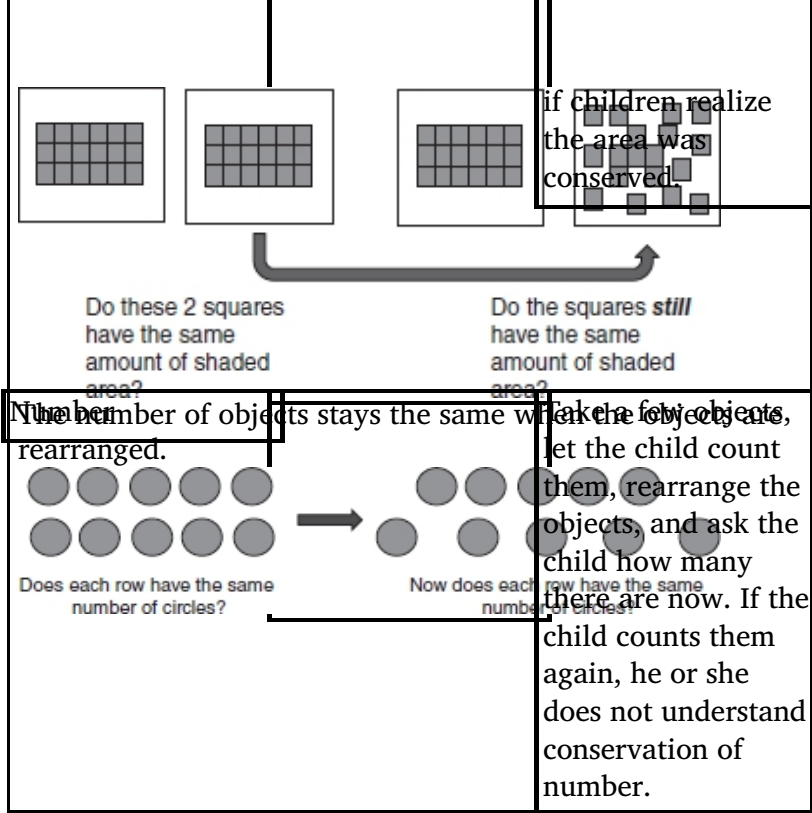 if children realize
the area was
conserved.
Do these 2 squares
have the same
amount of shaded
area?
Do the squares still
have the same
amount of shaded
area?
Number
The number of objects stays the same when the objects are
rearranged.
Does each row have the same
number of circles?
Now does each row have the same
number of circles?
Take a few objects,
let the child count
them, rearrange the
objects, and ask the
child how many
there are now. If the
child counts them
again, he or she
does not understand
conservation of
number.